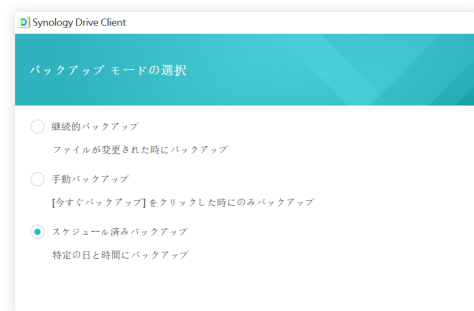 Synology Drive Client
バックアップ モードの選択
継続的バックアップ
ファイルが変更された時にバックアップ
手動バックアップ
[今すぐバックアップ] をクリックした時にのみバックアップ
スケジュール済みバックアップ
特定の日と時間にバックアップ